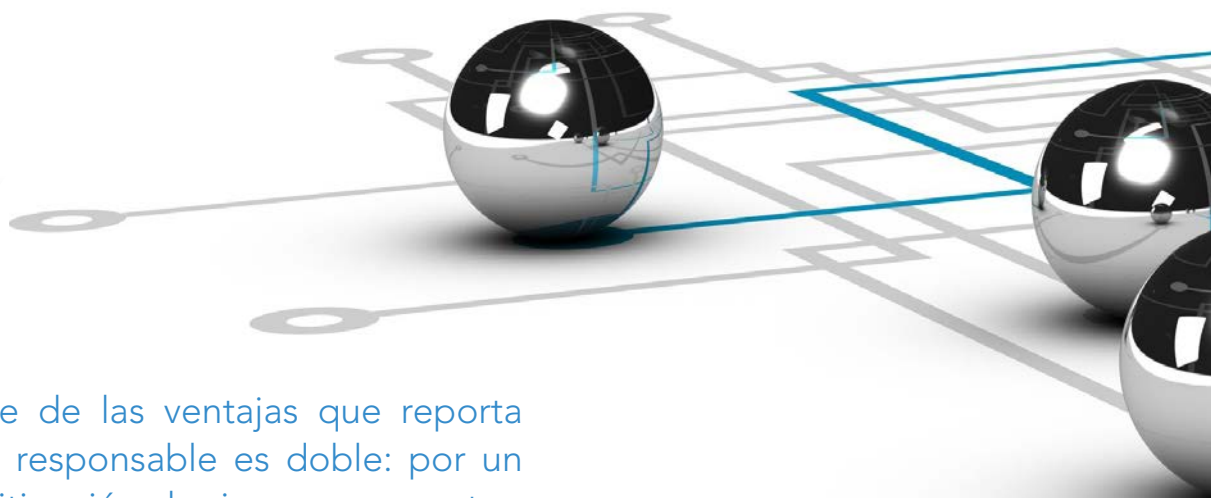 e de las ventajas que reporta
responsable es doble: por un